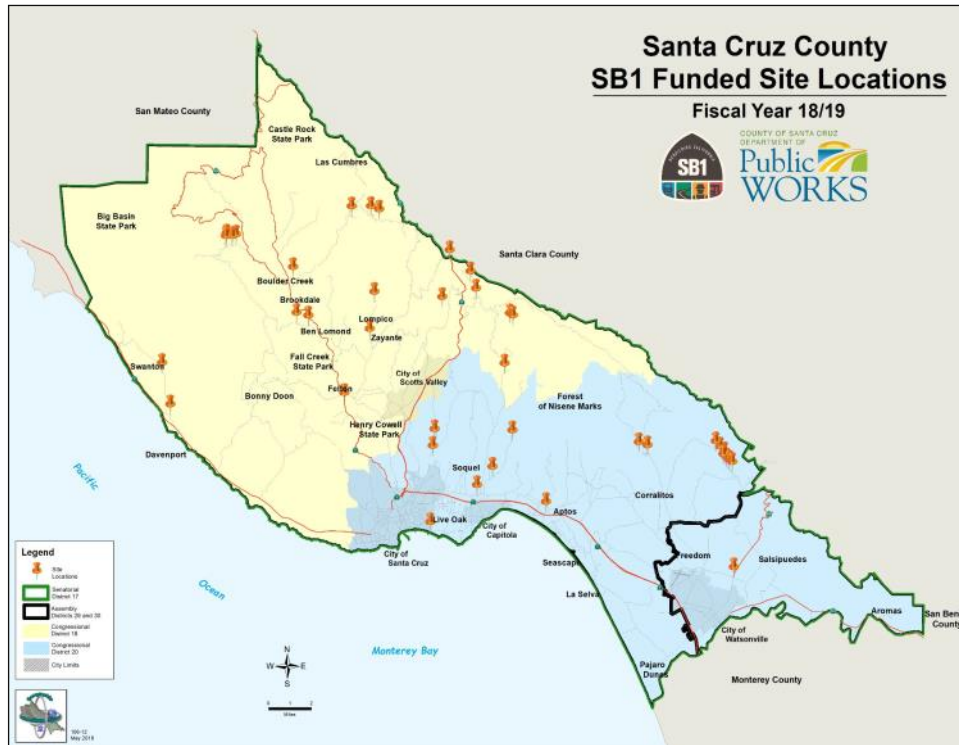 Santa Cruz County
SB1 Funded Site Locations
Fiscal Year 18/19
SB1
COUNTY OF SANTA CRUZ
DEPARTMENT OF
Public
WORKS
San Mateo County
Castle Rock
State Park
Las Cumbres
Big Basin
State Park
Santa Clara County
Boulder Creek
Brookdale
Lompico
Ben Lomond
Zayante
Fall Creek
State Park
City of
Scotts Valley
Swanton
Felton
Bonny Doon
Forest
of Nisene Marks
Henry Cowell
State Park
Davenport
Soquel
Pacific
Corralitos
Aptos
Live Oak
City of
Capitola
City of
Santa Cruz
Freedom
Salsipuedes
Seascape
La Selva
Ocean
Aromas
San Ben
County
City of
Watsonville
Monterey Bay
Pajaro
Dunes
Monterey County
Legend
Site
Locations
Senatorial
District 17
Assembly
Districts 29 and 30
Congressional
District 18
Congressional
District 20
City Limits
N
W E
S
0 1 2
Miles
May 2018